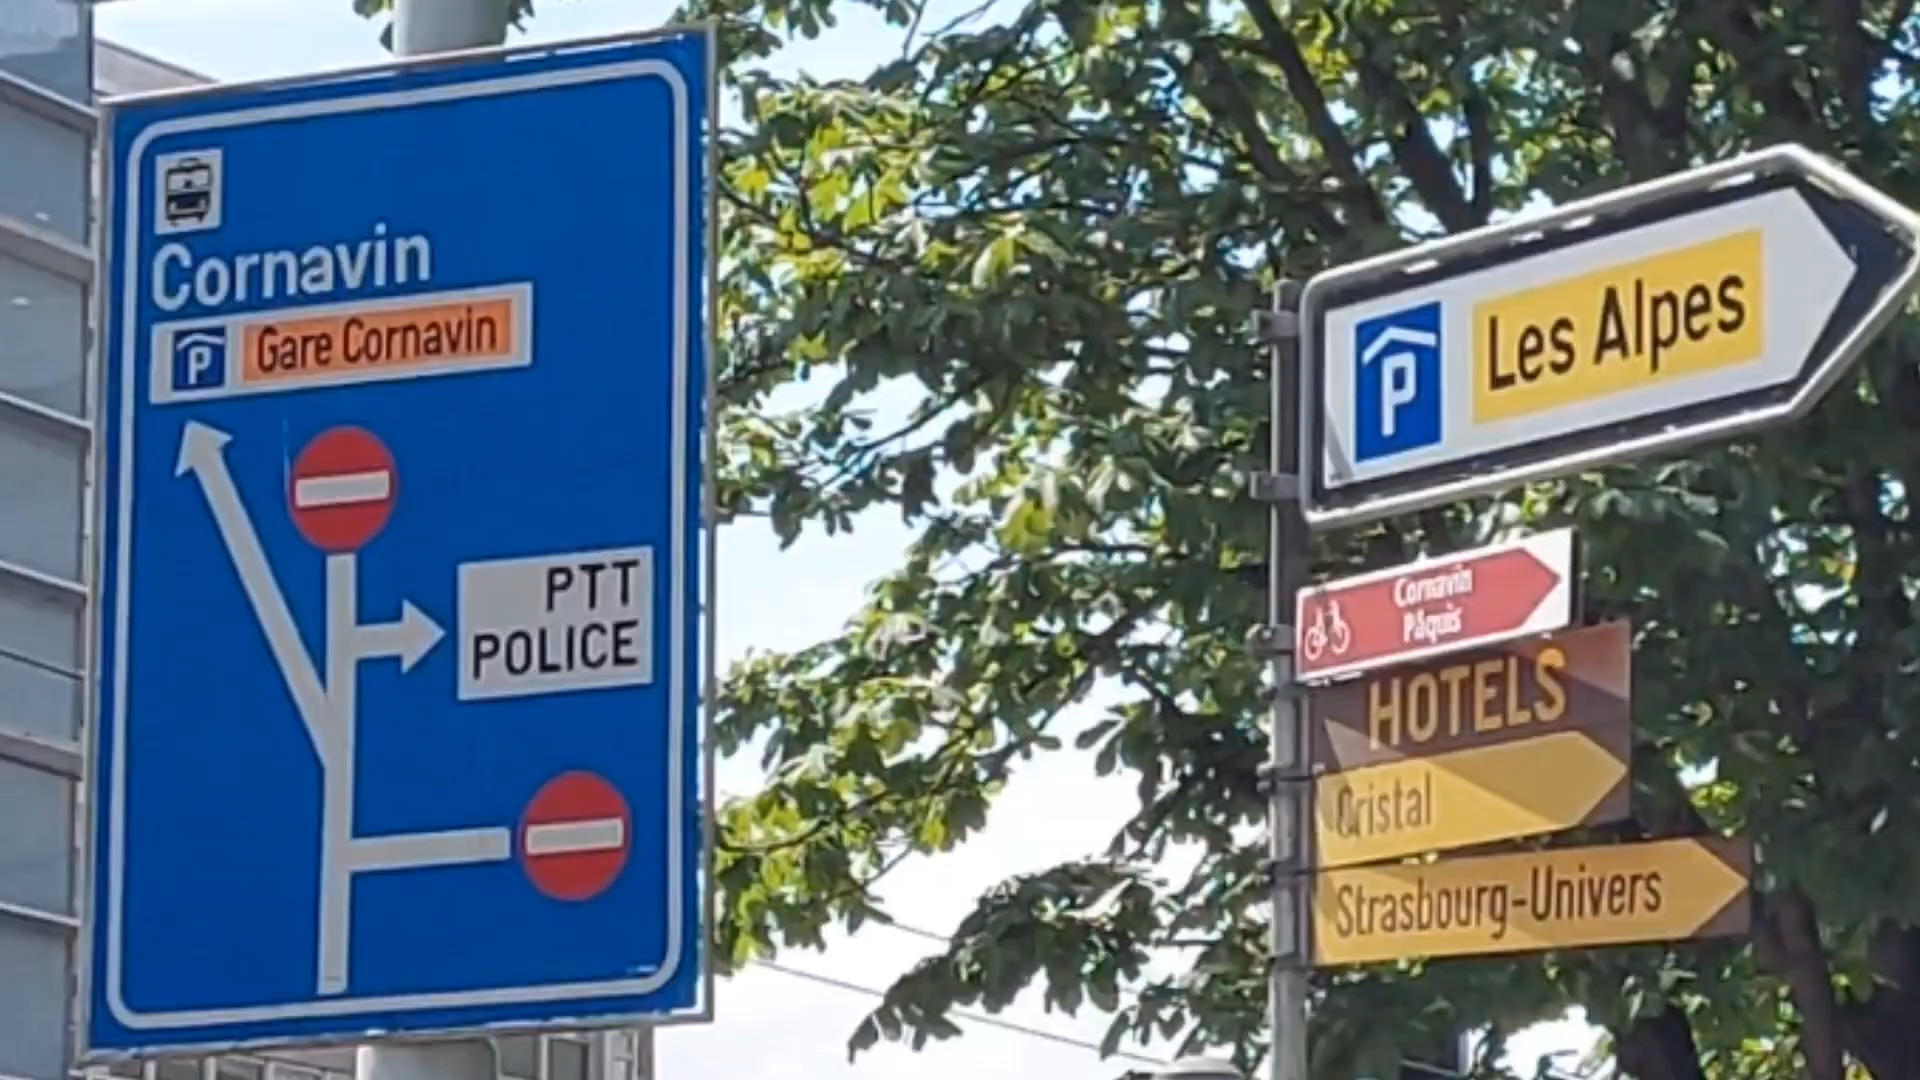 Cornavin
P Gare Cornavin
PTT
POLICE
P Les Alpes
Cornavin
Pâquis
HOTELS
Cristal
Strasbourg-Univers